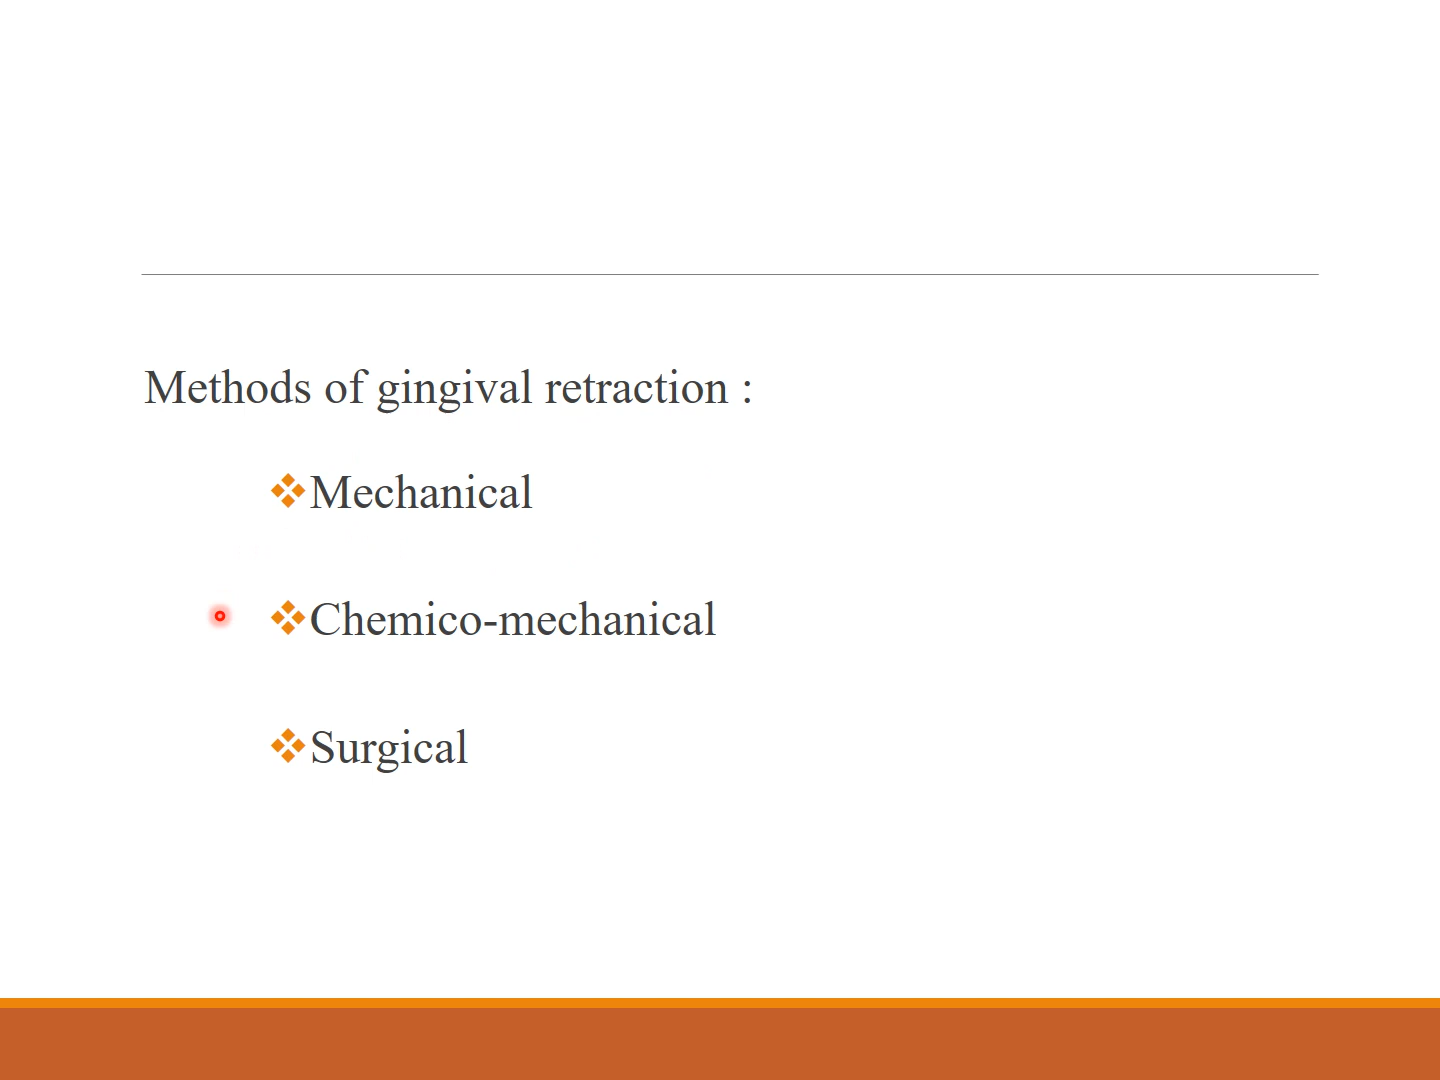 Methods of gingival retraction :
❖Mechanical
❖Chemico-mechanical
❖Surgical